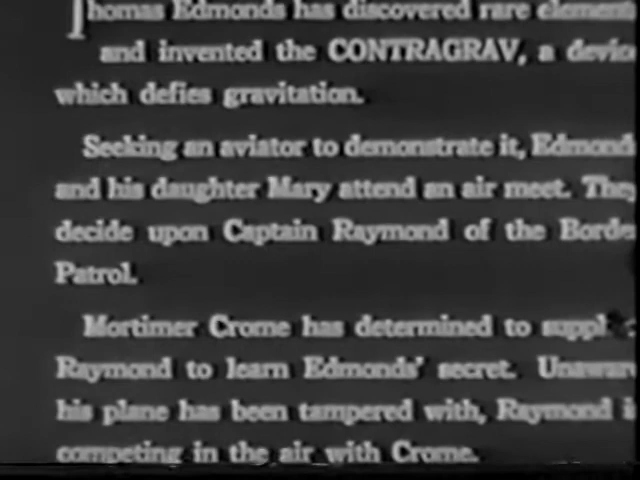 Thomas Edmonds has discovered rare element
and invented the CONTRAGRAV, a devic
which defies gravitation.
Seeking an aviator to demonstrate it, Edmond
and his daughter Mary attend an air meet. They
decide upon Captain Raymond of the Borde
Patrol.
Mortimer Crome has determined to suppl
Raymond to learn Edmonds' secret. Unaware
his plane has been tampered with, Raymond i
competing in the air with Crome.